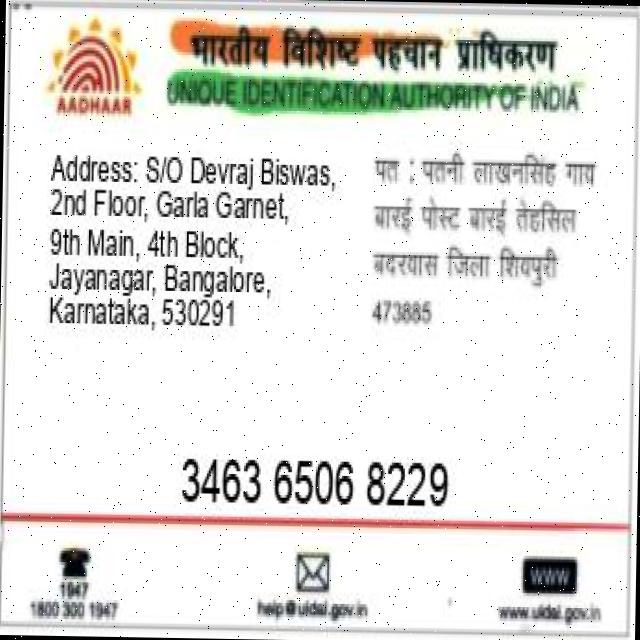 भारतीय विशिष्ट पहचान प्राधिकरण
AADHAAR
UNIQUE IDENTIFICATION AUTHORITY OF INDIA
Address: S/O Devraj Biswas,
2nd Floor, Garla Garnet,
9th Main, 4th Block,
Jayanagar, Bangalore,
Karnataka, 530291
पत : पतनी लाखनसिंह गाय
बारई पोस्ट बारई तेहसिल
बदरवास जिला शिवपुरी
473885
3463 6506 8229
1947
1800 300 1947
help@uidai.gov.in
WWW
www.uidai.gov.in